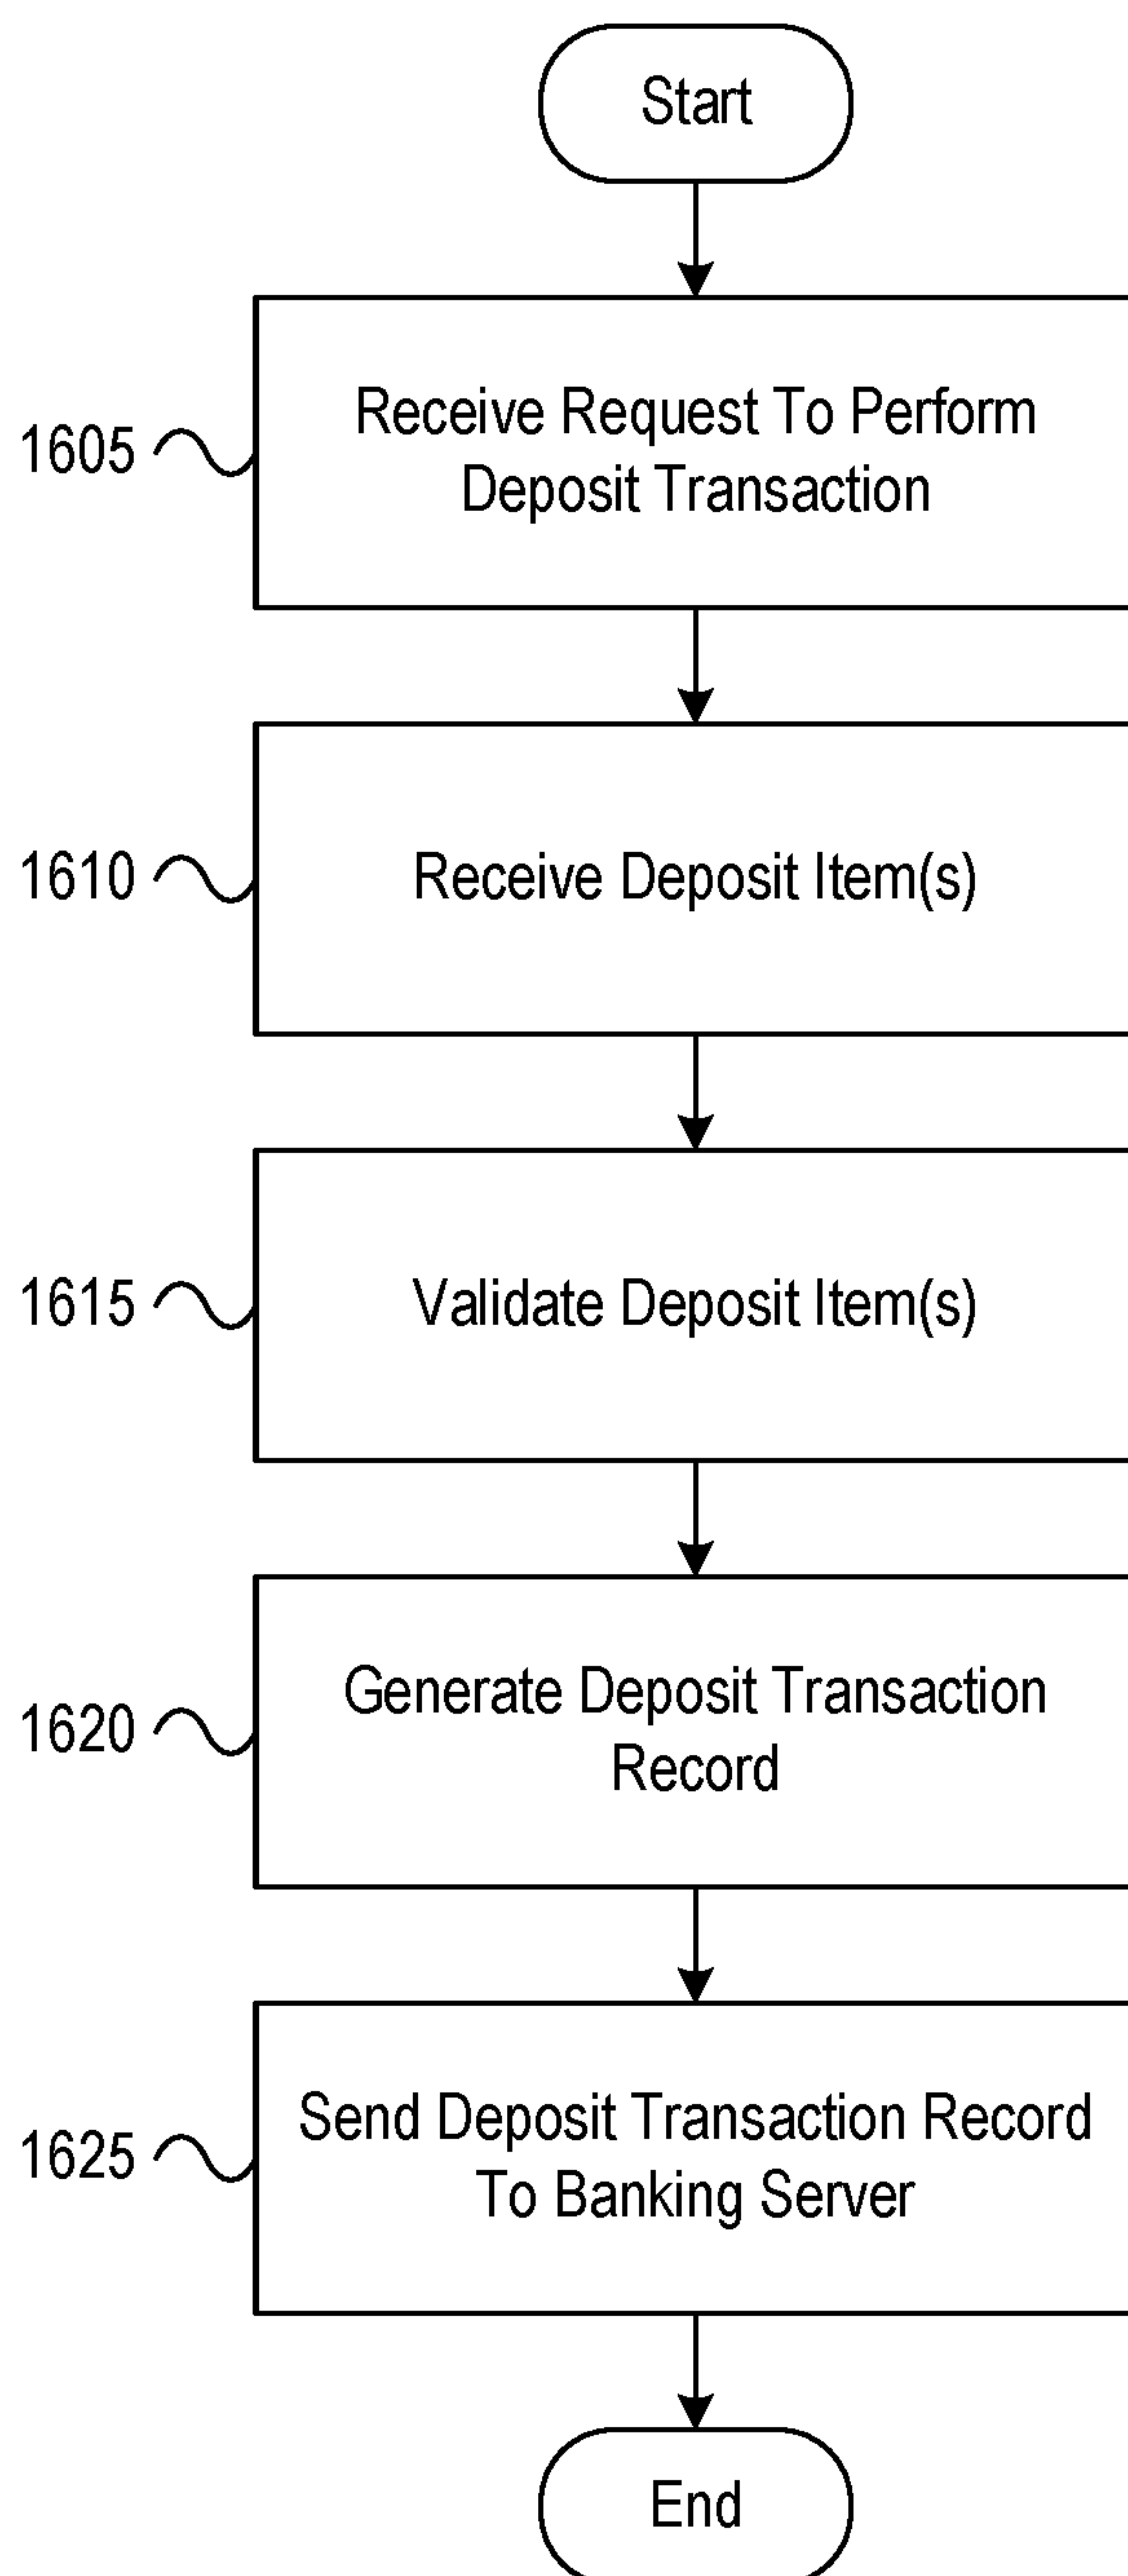 Start
1605
Receive Request To Perform
Deposit Transaction
1610
Receive Deposit Item(s)
1615
Validate Deposit Item(s)
1620
Generate Deposit Transaction
Record
1625
Send Deposit Transaction Record
To Banking Server
End